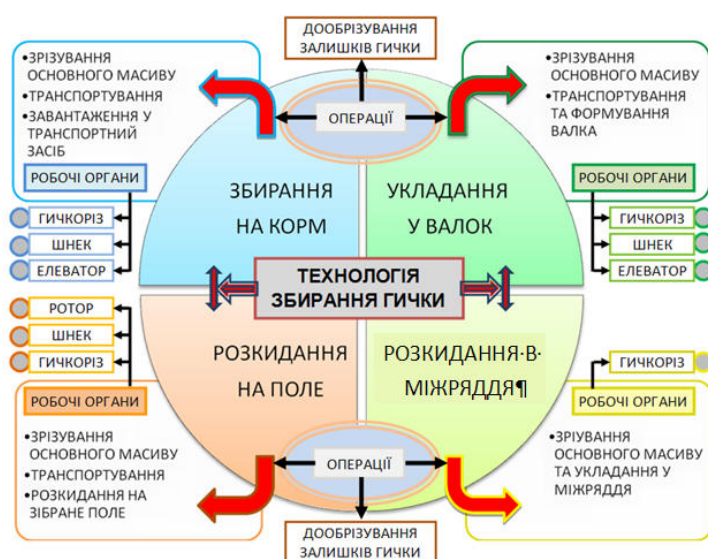 ДООБРІЗУВАННЯ
ЗАЛИШКІВ ГИЧКИ
•ЗРІЗУВАННЯ
ОСНОВНОГО МАСИВУ
•ТРАНСПОРТУВАННЯ
•ЗАВАНТАЖЕННЯ У
ТРАНСПОРТНИЙ
ЗАСІБ
ОПЕРАЦІЇ
•ЗРІЗУВАННЯ
ОСНОВНОГО МАСИВУ
•ТРАНСПОРТУВАННЯ
ТА ФОРМУВАННЯ
ВАЛКА
РОБОЧІ ОРГАНИ
ГИЧКОРІЗ
ШНЕК
ЕЛЕВАТОР
ЗБИРАННЯ
НА КОРМ
УКЛАДАННЯ
У ВАЛОК
РОБОЧІ ОРГАНИ
ГИЧКОРІЗ
ШНЕК
ЕЛЕВАТОР
ТЕХНОЛОГІЯ
ЗБИРАННЯ ГИЧКИ
РОТОР
ШНЕК
ГИЧКОРІЗ
РОБОЧІ ОРГАНИ
РОЗКИДАННЯ
НА ПОЛЕ
РОЗКИДАННЯ·В·
МІЖРЯДДЯ¶
ГИЧКОРІЗ
РОБОЧІ ОРГАНИ
•ЗРІЗУВАННЯ
ОСНОВНОГО МАСИВУ
•ТРАНСПОРТУВАННЯ
•РОЗКИДАННЯ НА
ЗІБРАНЕ ПОЛЕ
ОПЕРАЦІЇ
•ЗРІУВАННЯ
ОСНОВНОГО МАСИВУ
ТА УКЛАДАННЯ У
МІЖРЯДДЯ
ДООБРІЗУВАННЯ
ЗАЛИШКІВ ГИЧКИ